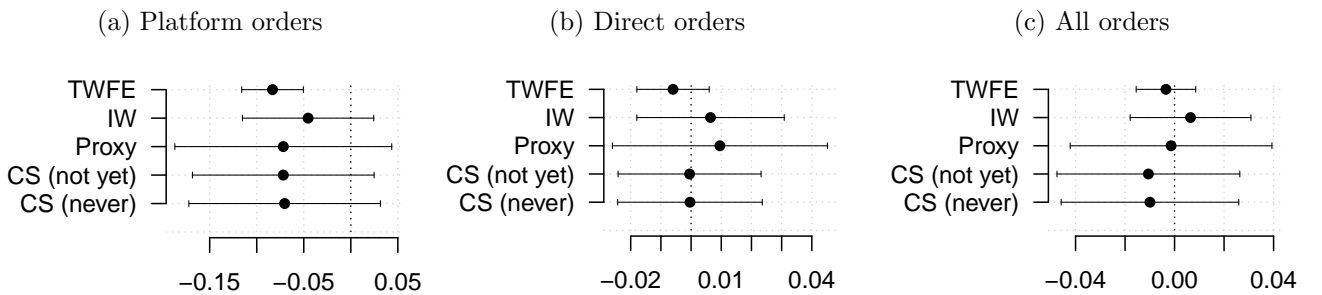 (a) Platform orders
TWFE
IW
Proxy
CS (not yet)
CS (never)
−0.15 −0.05 0.05
(b) Direct orders
TWFE
IW
Proxy
CS (not yet)
CS (never)
−0.02 0.01 0.04
(c) All orders
TWFE
IW
Proxy
CS (not yet)
CS (never)
−0.04 0.00 0.04